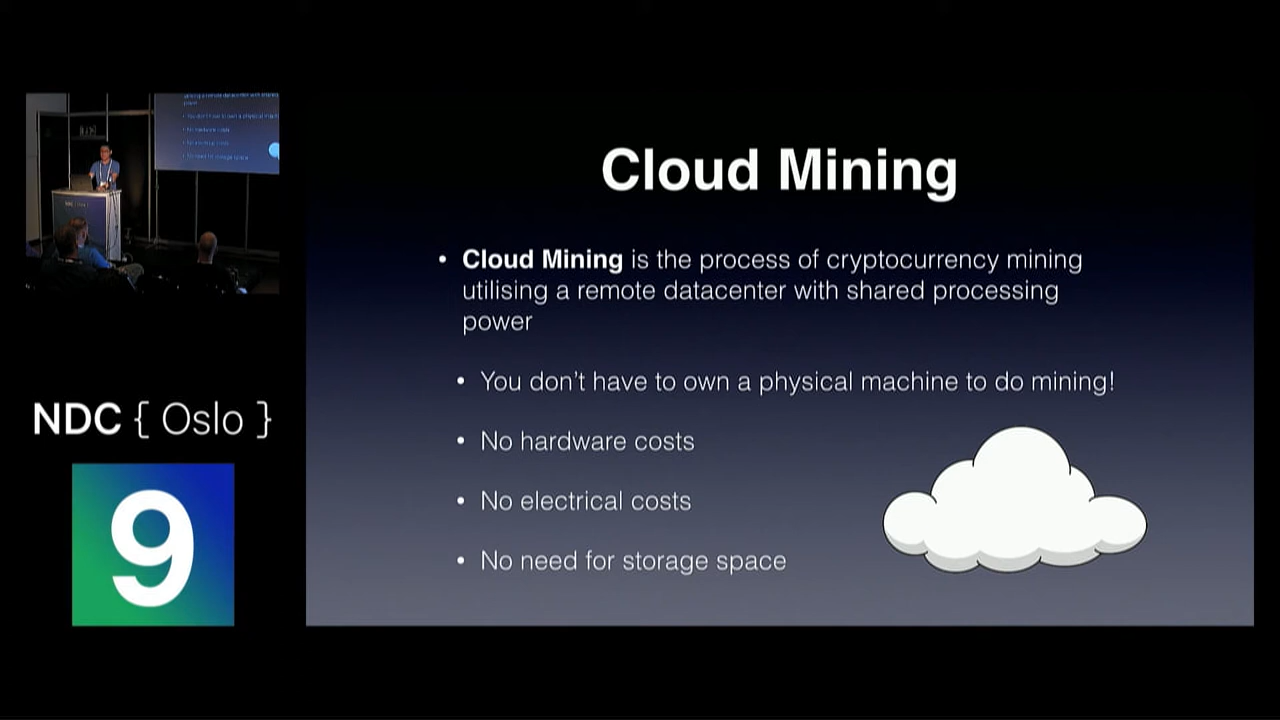 Cloud Mining
• Cloud Mining is the process of cryptocurrency mining
utilising a remote datacenter with shared processing
power
• You don't have to own a physical machine to do mining!
• No hardware costs
• No electrical costs
• No need for storage space
NDC { Oslo }
9